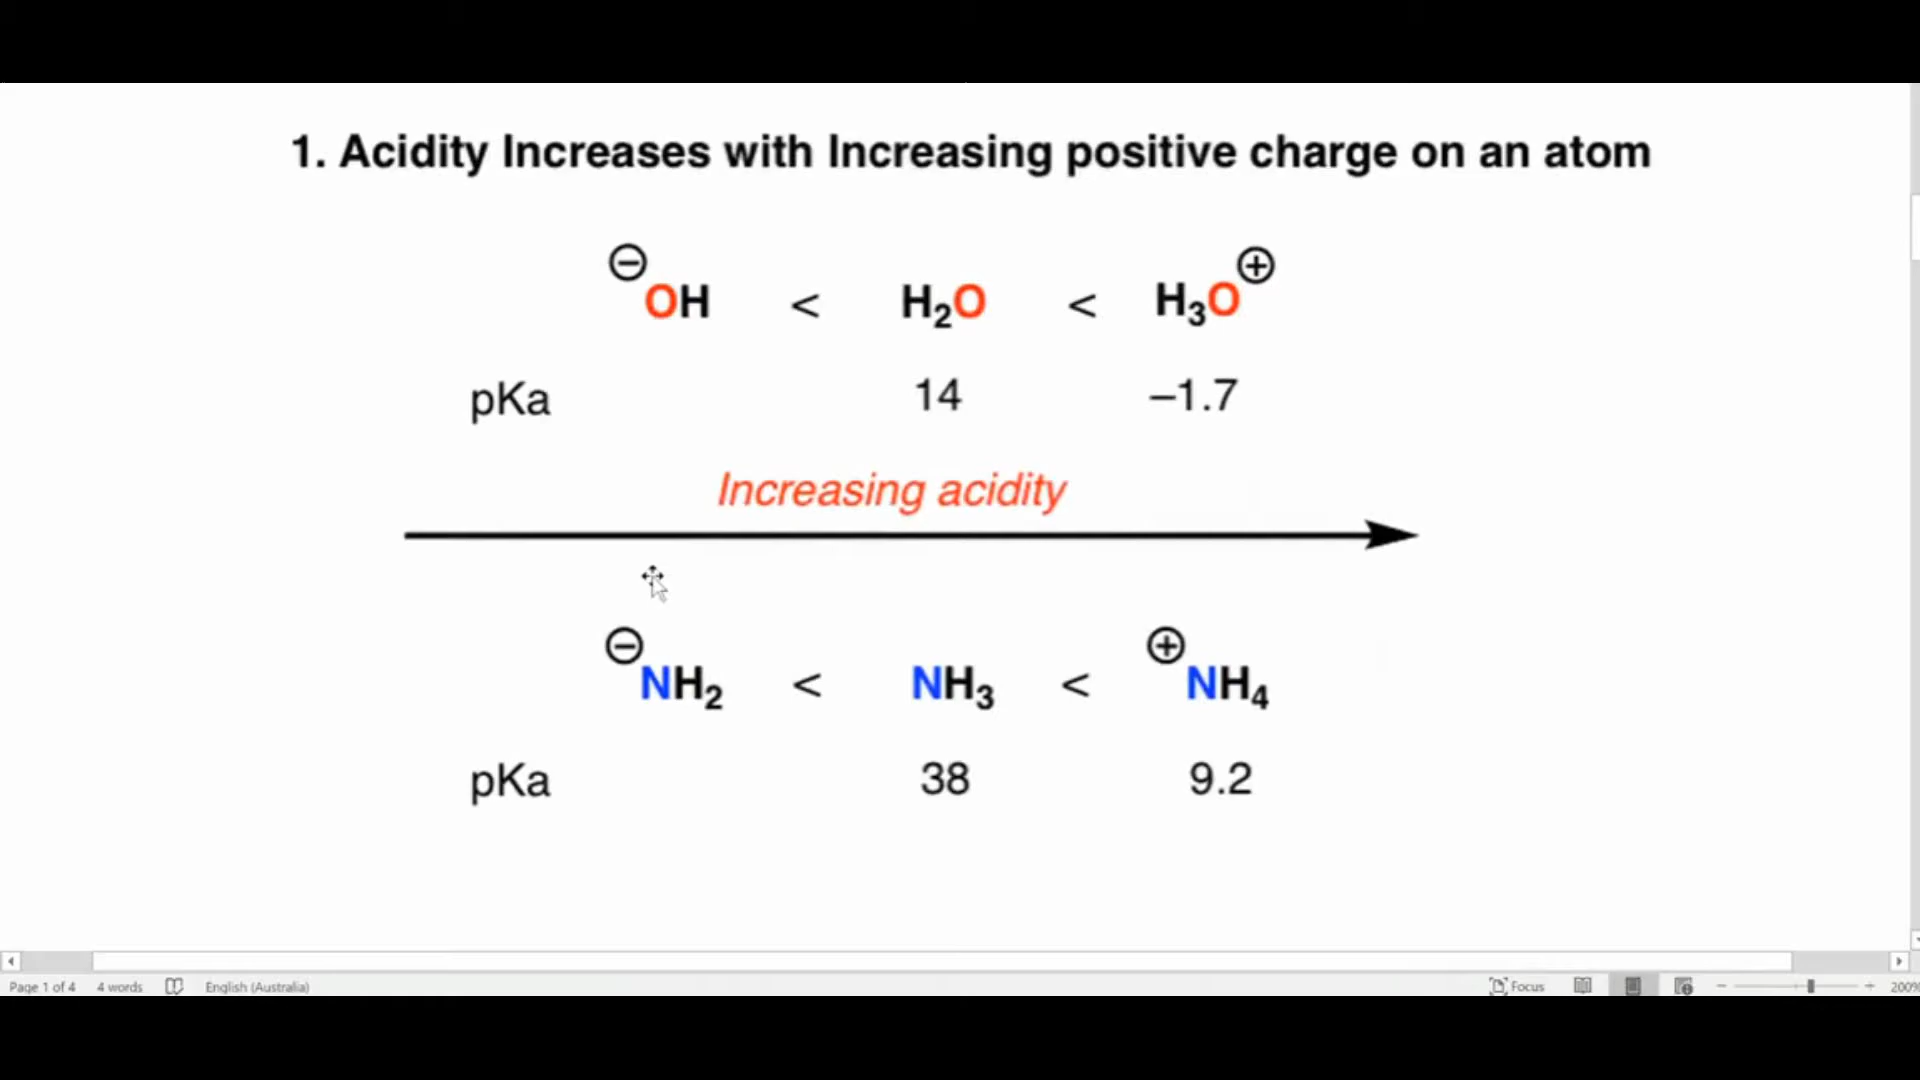 1. Acidity Increases with Increasing positive charge on an atom
⊖OH < H₂O < H₃O⊕
pKa 14 –1.7
Increasing acidity
⊖NH₂ < NH₃ < ⊕NH₄
pKa 38 9.2
Page 1 of 4 4 words English (Australia) Focus 200%